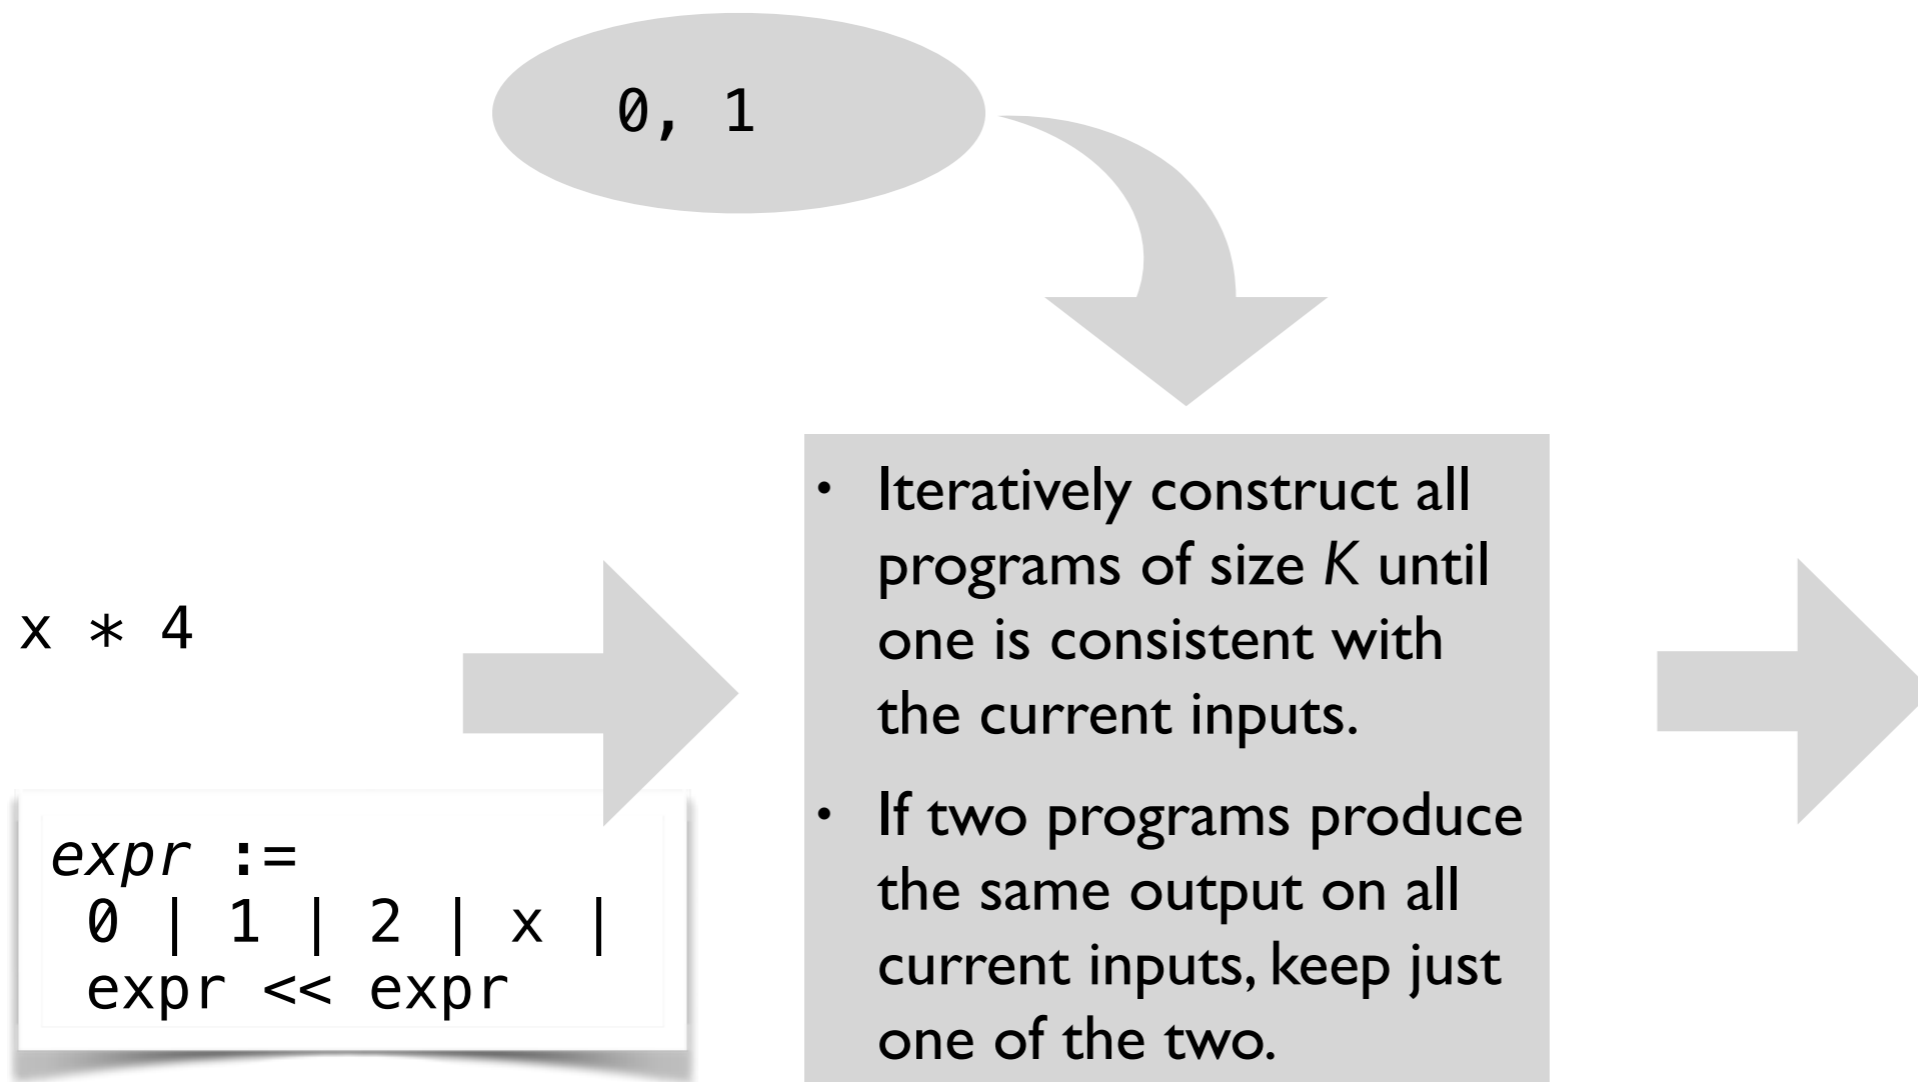 0, 1
x * 4
expr :=
0 | 1 | 2 | x |
expr << expr
• Iteratively construct all
programs of size K until
one is consistent with
the current inputs.
• If two programs produce
the same output on all
current inputs, keep just
one of the two.